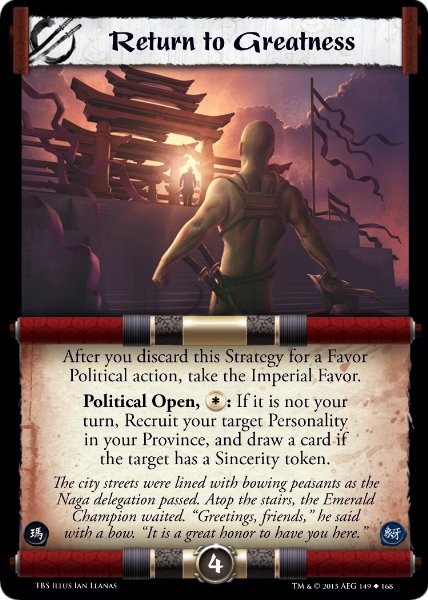 Return to Greatness
After you discard this Strategy for a Favor
Political action, take the Imperial Favor.
Political Open, *: If it is not your
turn, Recruit your target Personality
in your Province, and draw a card if
the target has a Sincerity token.
The city streets were lined with bowing peasants as the
Naga delegation passed. Atop the stairs, the Emerald
Champion waited. “Greetings, friends,” he said
with a bow. “It is a great honor to have you here.”
4
TBS Illus Ian Llanas
TM & © 2015 AEG 149 ◆ 168